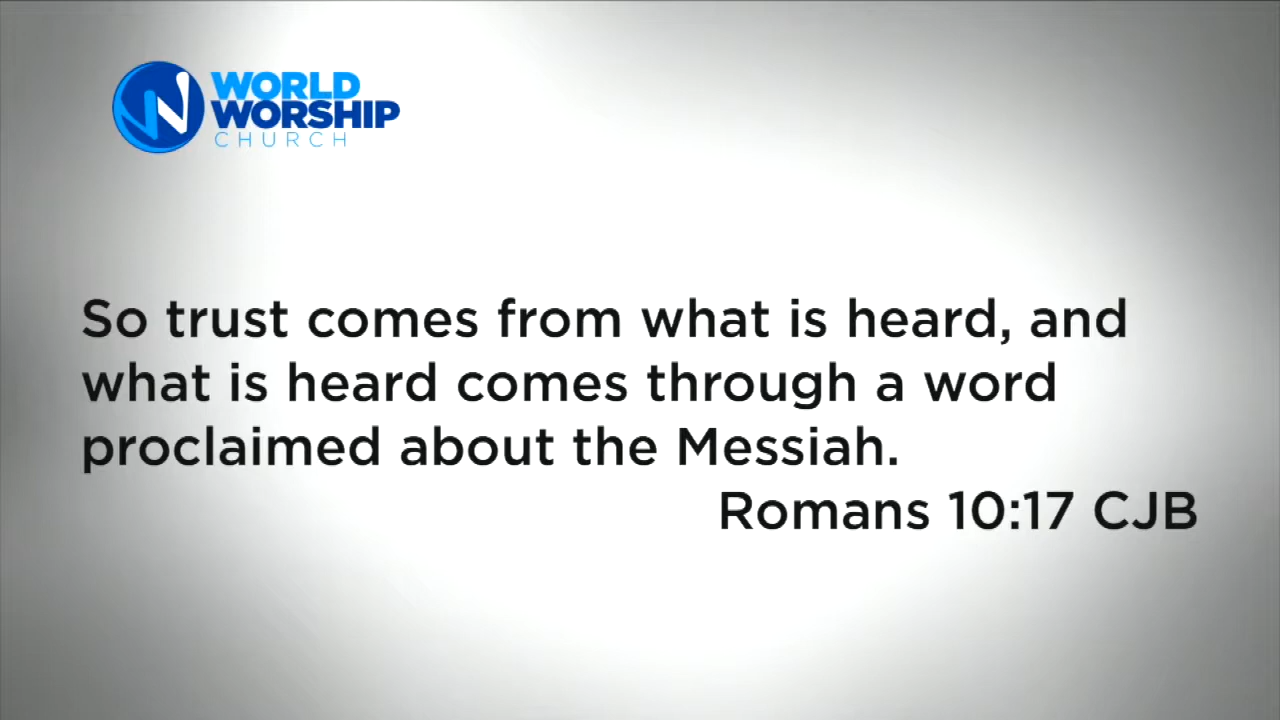 WORLD
WORSHIP
CHURCH
So trust comes from what is heard, and
what is heard comes through a word
proclaimed about the Messiah.
Romans 10:17 CJB